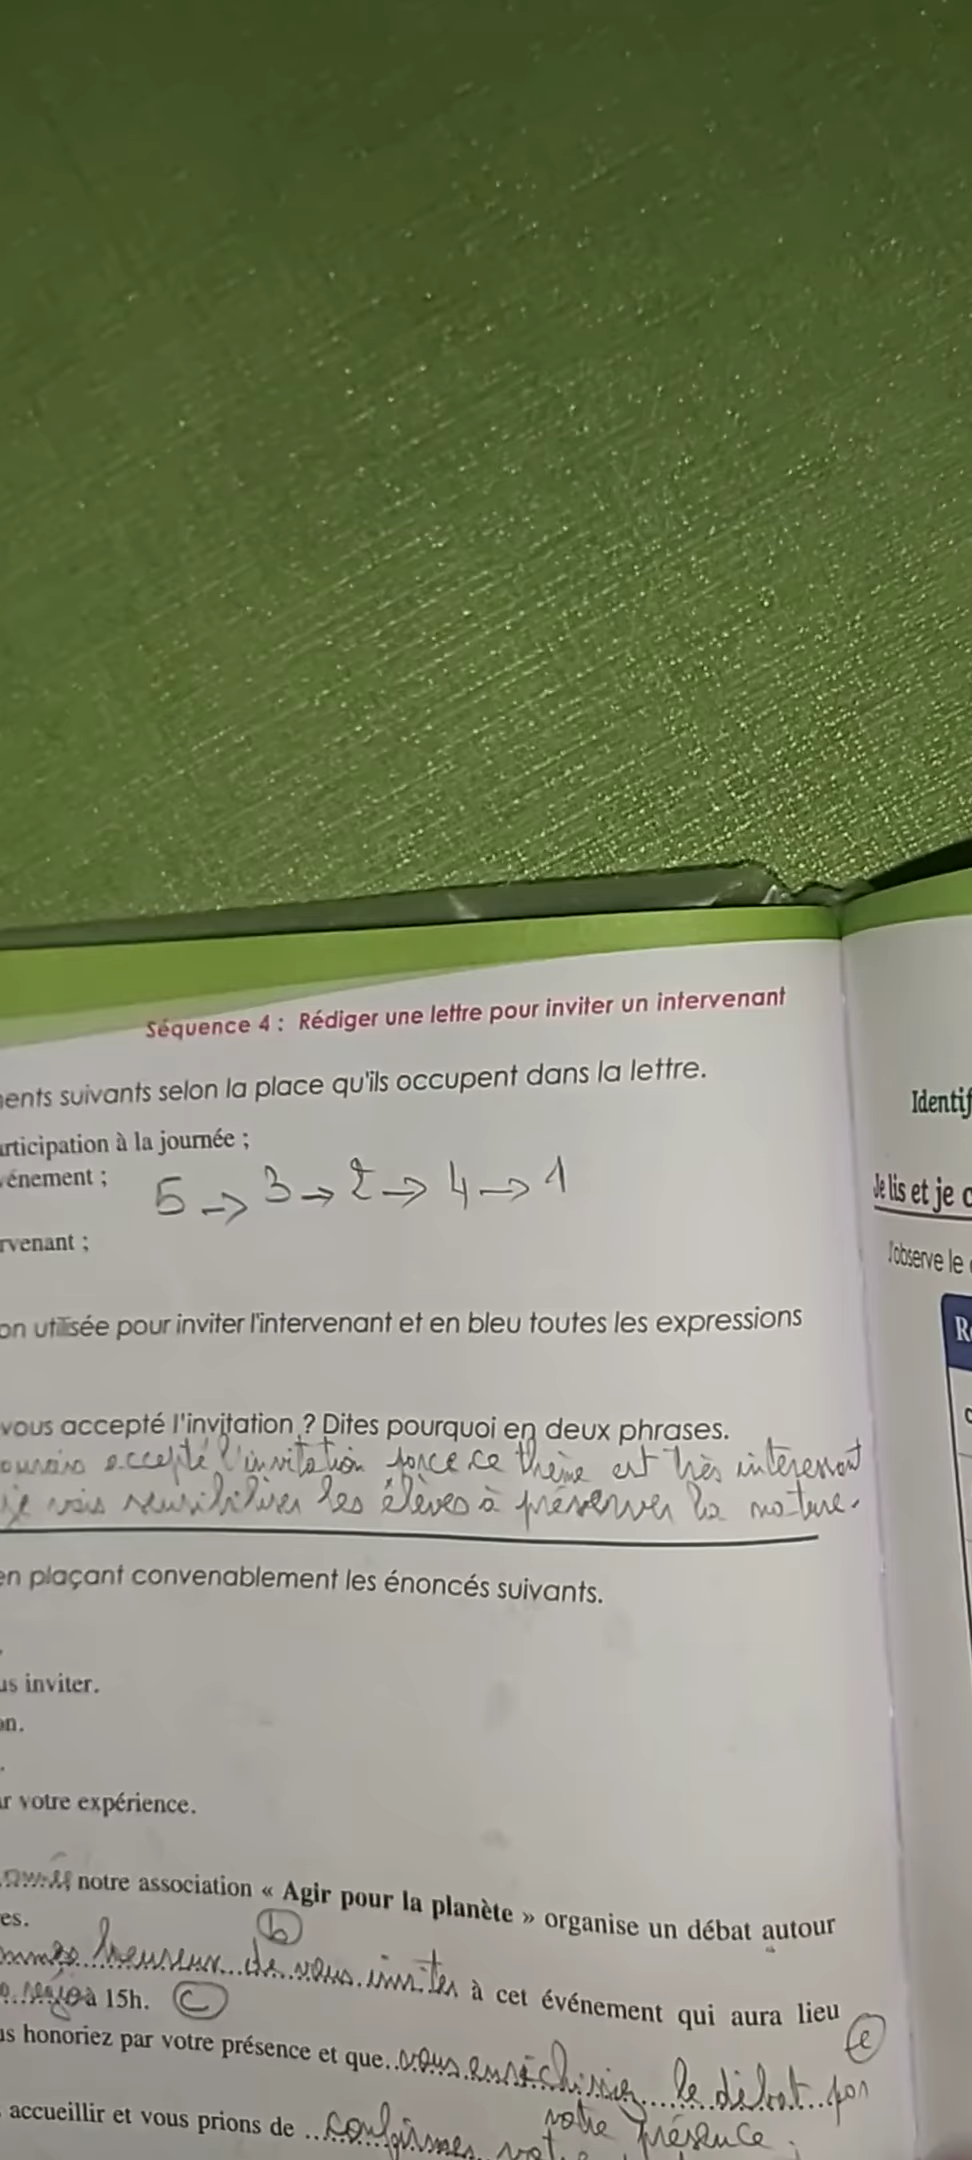 Séquence 4 : Rédiger une lettre pour inviter un intervenant
ents suivants selon la place qu'ils occupent dans la lettre.
articipation à la journée ;
énement ;
5 → 3 → 2 → 4 → 1
rvenant ;
on utilisée pour inviter l'intervenant et en bleu toutes les expressions
vous accepté l'invitation ? Dites pourquoi en deux phrases.
accepté l'invitation ce thème est très
je vais les élèves à préserver la nature.
en plaçant convenablement les énoncés suivants.
us inviter.
on.
ur votre expérience.
notre association « Agir pour la planète » organise un débat autour
es.
b
heureux de vous inviter à cet événement qui aura lieu
à 15h. c
e
us honoriez par votre présence et que vous le débat par
votre présence.
accueillir et vous prions de
Identif
Je lis et je c
J'observe le
R